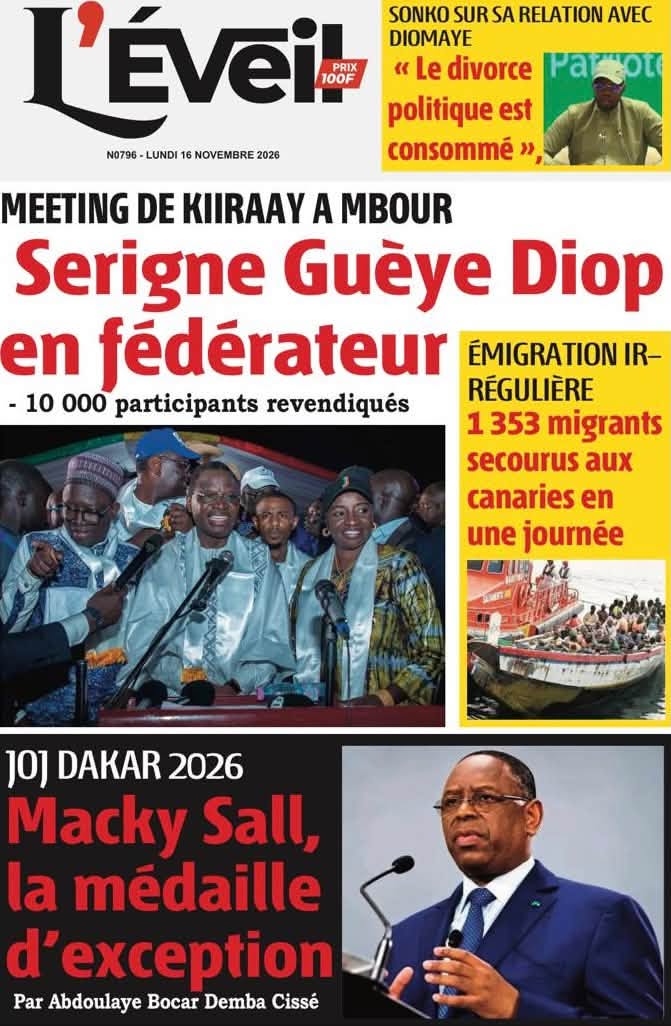 L'Éveil
PRIX
100F
N0796 - LUNDI 16 NOVEMBRE 2026
SONKO SUR SA RELATION AVEC
DIOMAYE
« Le divorce
politique est
consommé »,
Patriote
MEETING DE KIIRAAY A MBOUR
Serigne Guèye Diop
en fédérateur
- 10 000 participants revendiqués
ÉMIGRATION IR-
RÉGULIÈRE
1 353 migrants
secourus aux
canaries en
une journée
JOJ DAKAR 2026
Macky Sall,
la médaille
d'exception
Par Abdoulaye Bocar Demba Cissé